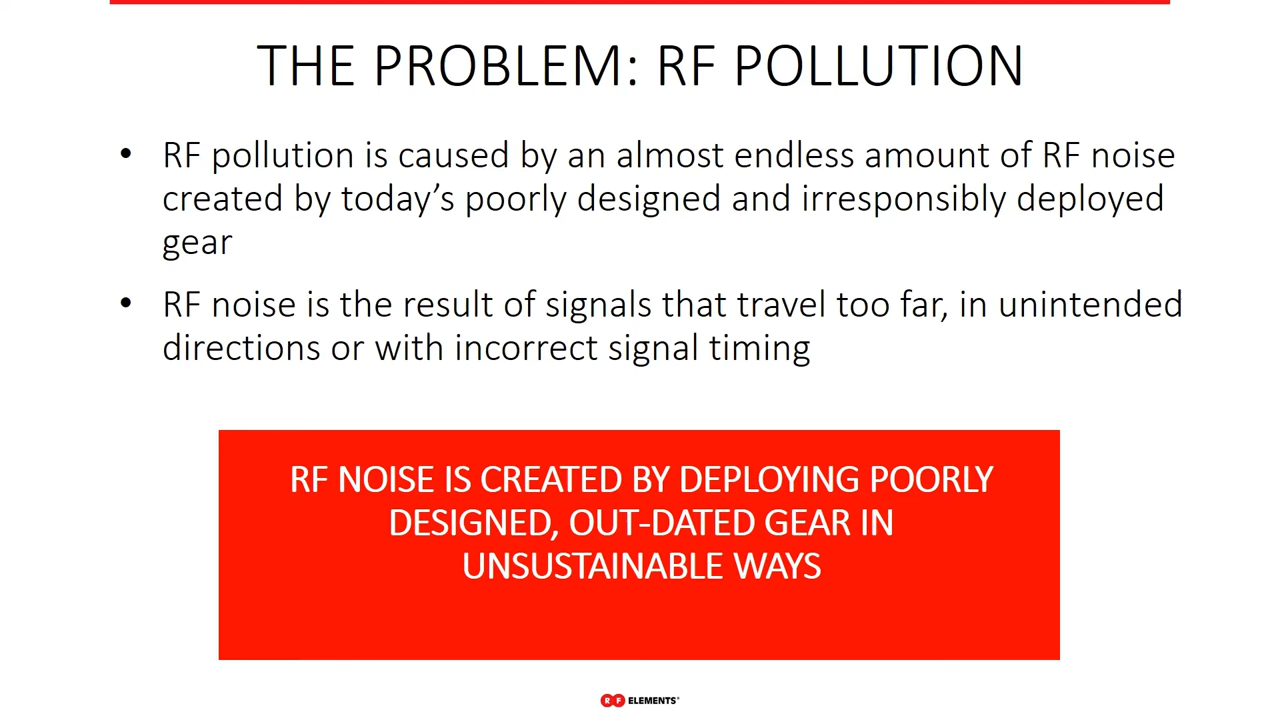 THE PROBLEM: RF POLLUTION
• RF pollution is caused by an almost endless amount of RF noise
created by today’s poorly designed and irresponsibly deployed
gear
• RF noise is the result of signals that travel too far, in unintended
directions or with incorrect signal timing
RF NOISE IS CREATED BY DEPLOYING POORLY
DESIGNED, OUT-DATED GEAR IN
UNSUSTAINABLE WAYS
RF ELEMENTS®